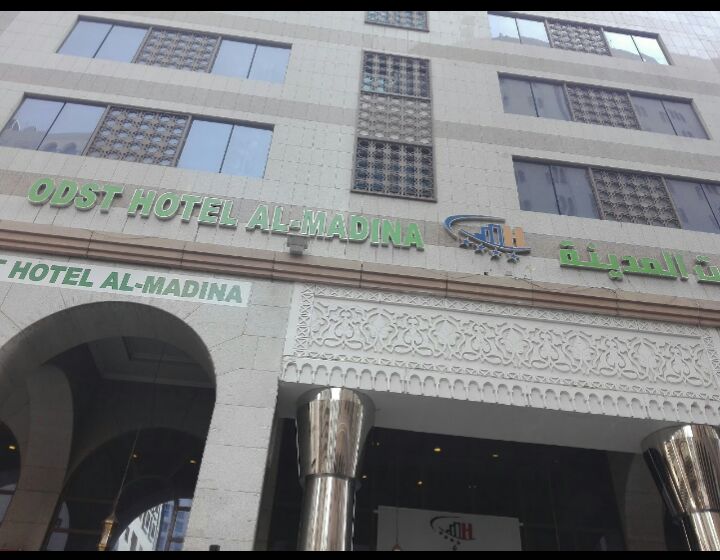 ODST HOTEL AL-MADINA
H
المدينة
HOTEL AL-MADINA
H